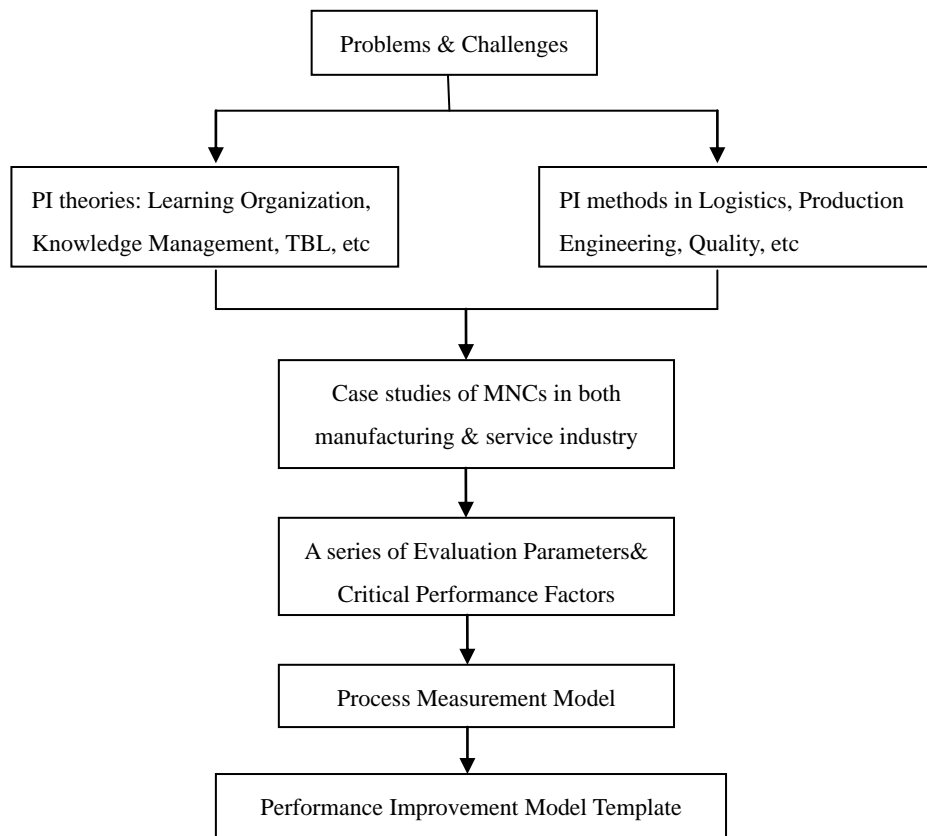 Problems & Challenges
PI theories: Learning Organization,
Knowledge Management, TBL, etc
PI methods in Logistics, Production
Engineering, Quality, etc
Case studies of MNCs in both
manufacturing & service industry
A series of Evaluation Parameters&
Critical Performance Factors
Process Measurement Model
Performance Improvement Model Template